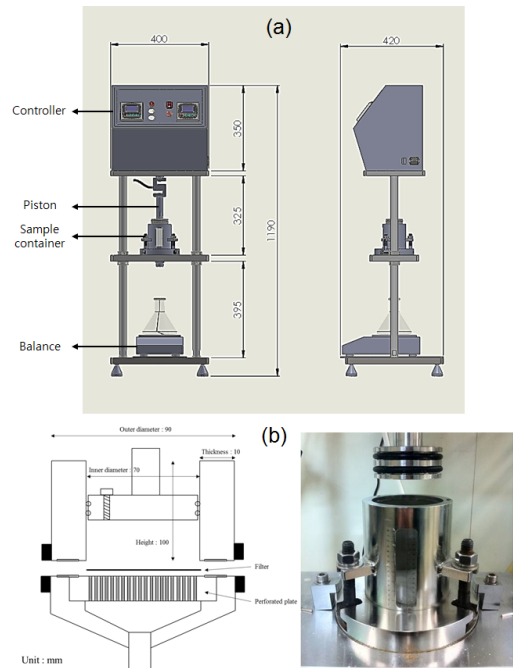 (a)
400
420
Controller
350
Piston
325
Sample
container
1190
395
Balance
(b)
Outer diameter : 90
Thickness : 10
Inner diameter : 70
Height : 100
Filter
Perforated plate
Unit : mm